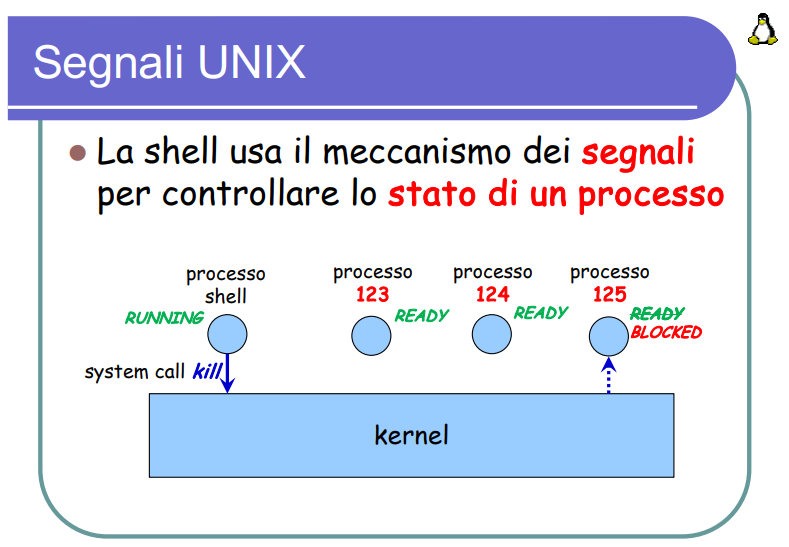 Segnali UNIX
La shell usa il meccanismo dei segnali
per controllare lo stato di un processo
processo
shell
RUNNING
processo
123
READY
processo
124
READY
processo
125
READY
BLOCKED
system call kill
kernel